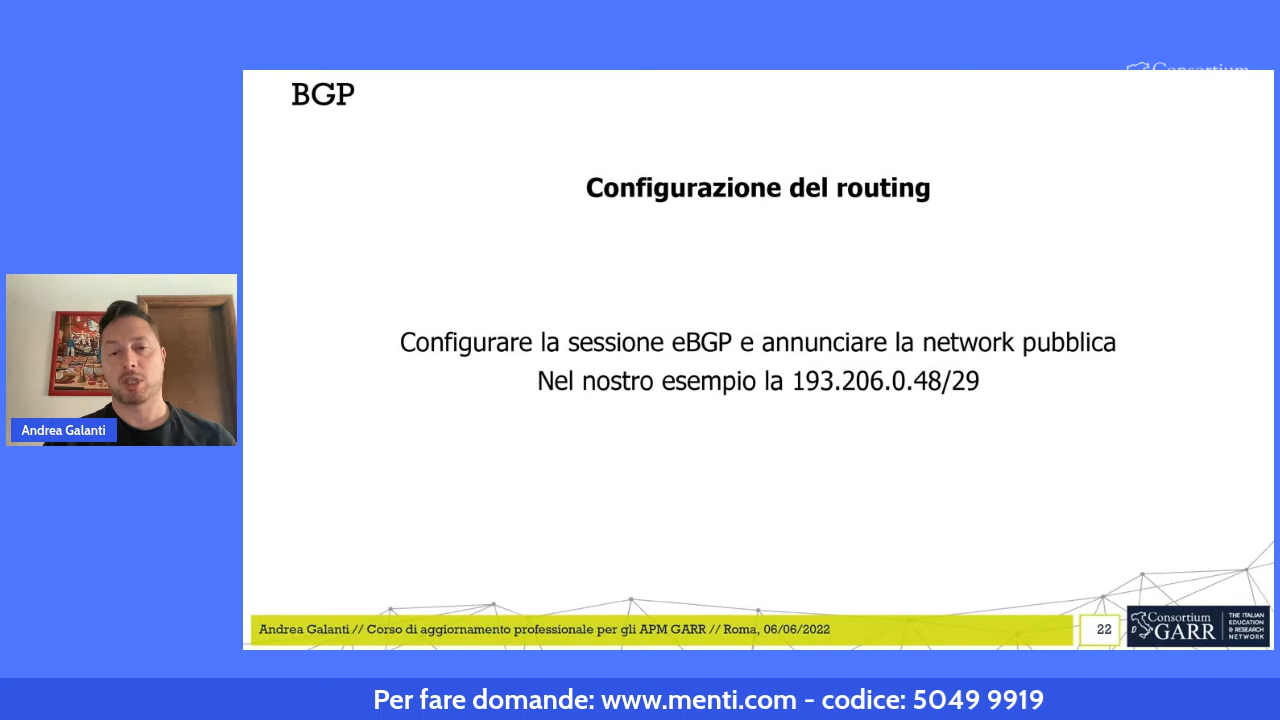 Consortium
BGP
Configurazione del routing
Configurare la sessione eBGP e annunciare la network pubblica
Nel nostro esempio la 193.206.0.48/29
Andrea Galanti
Andrea Galanti // Corso di aggiornamento professionale per gli APM GARR // Roma, 06/06/2022
22
Consortium
GARR
THE ITALIAN
EDUCATION
& RESEARCH
NETWORK
Per fare domande: www.menti.com - codice: 5049 9919